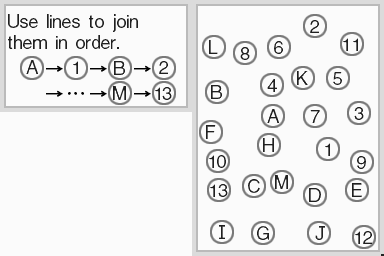 Use lines to join
them in order.
A → 1 → B → 2
→ ⋯ → M → 13
2
L 8 6 11
B 4 K 5
A 7 3
F H 1
10 9
13 C M D E
I G J 12